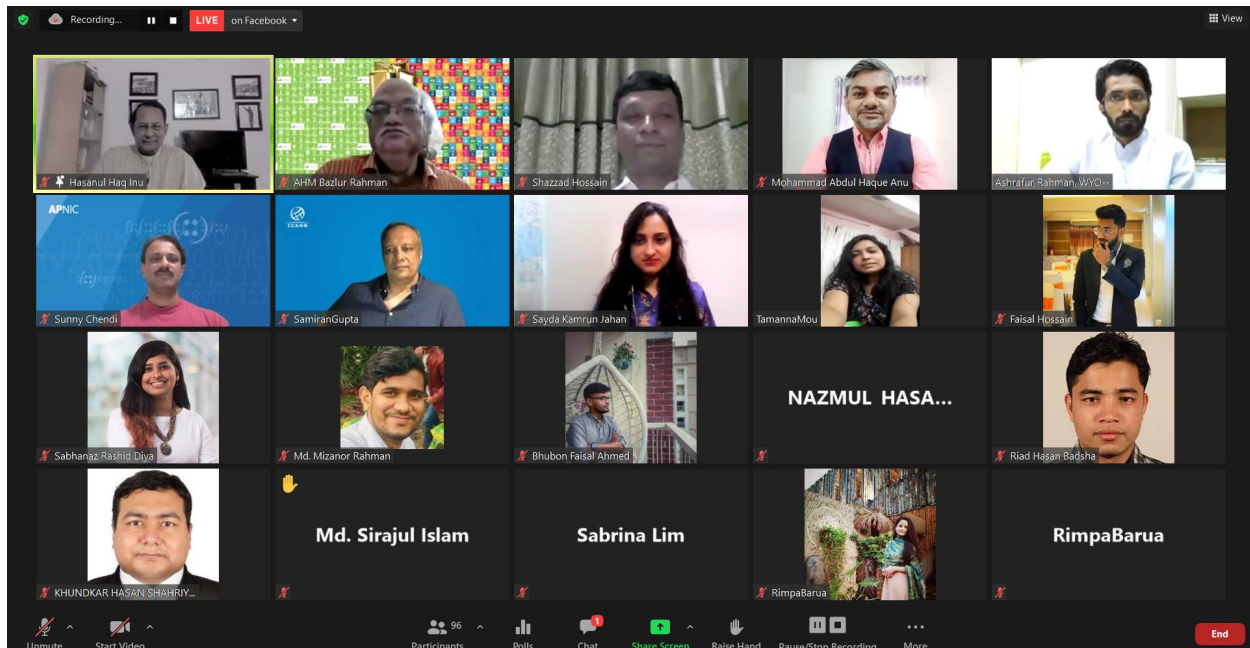 Recording...
LIVE on Facebook
View
Hasanul Haq Inu
AHM Bazlur Rahman
Shazzad Hossain
Mohammad Abdul Haque Anu
Ashrafur Rahman, WYO--
APNIC
Sunny Chendi
ICANN
SamiranGupta
Sayda Kamrun Jahan
TamannaMou
Faisal Hossain
Sabhanaz Rashid Diya
Md. Mizanor Rahman
Bhubon Faisal Ahmed
NAZMUL HASA...
Riad Hasan Badsha
KHUNDKAR HASAN SHAHRIY...
Md. Sirajul Islam
Sabrina Lim
RimpaBarua
RimpaBarua
96
1
Unmute
Start Video
Participants
Polls
Chat
Share Screen
Raise Hand
Pause/Stop Recording
More
End